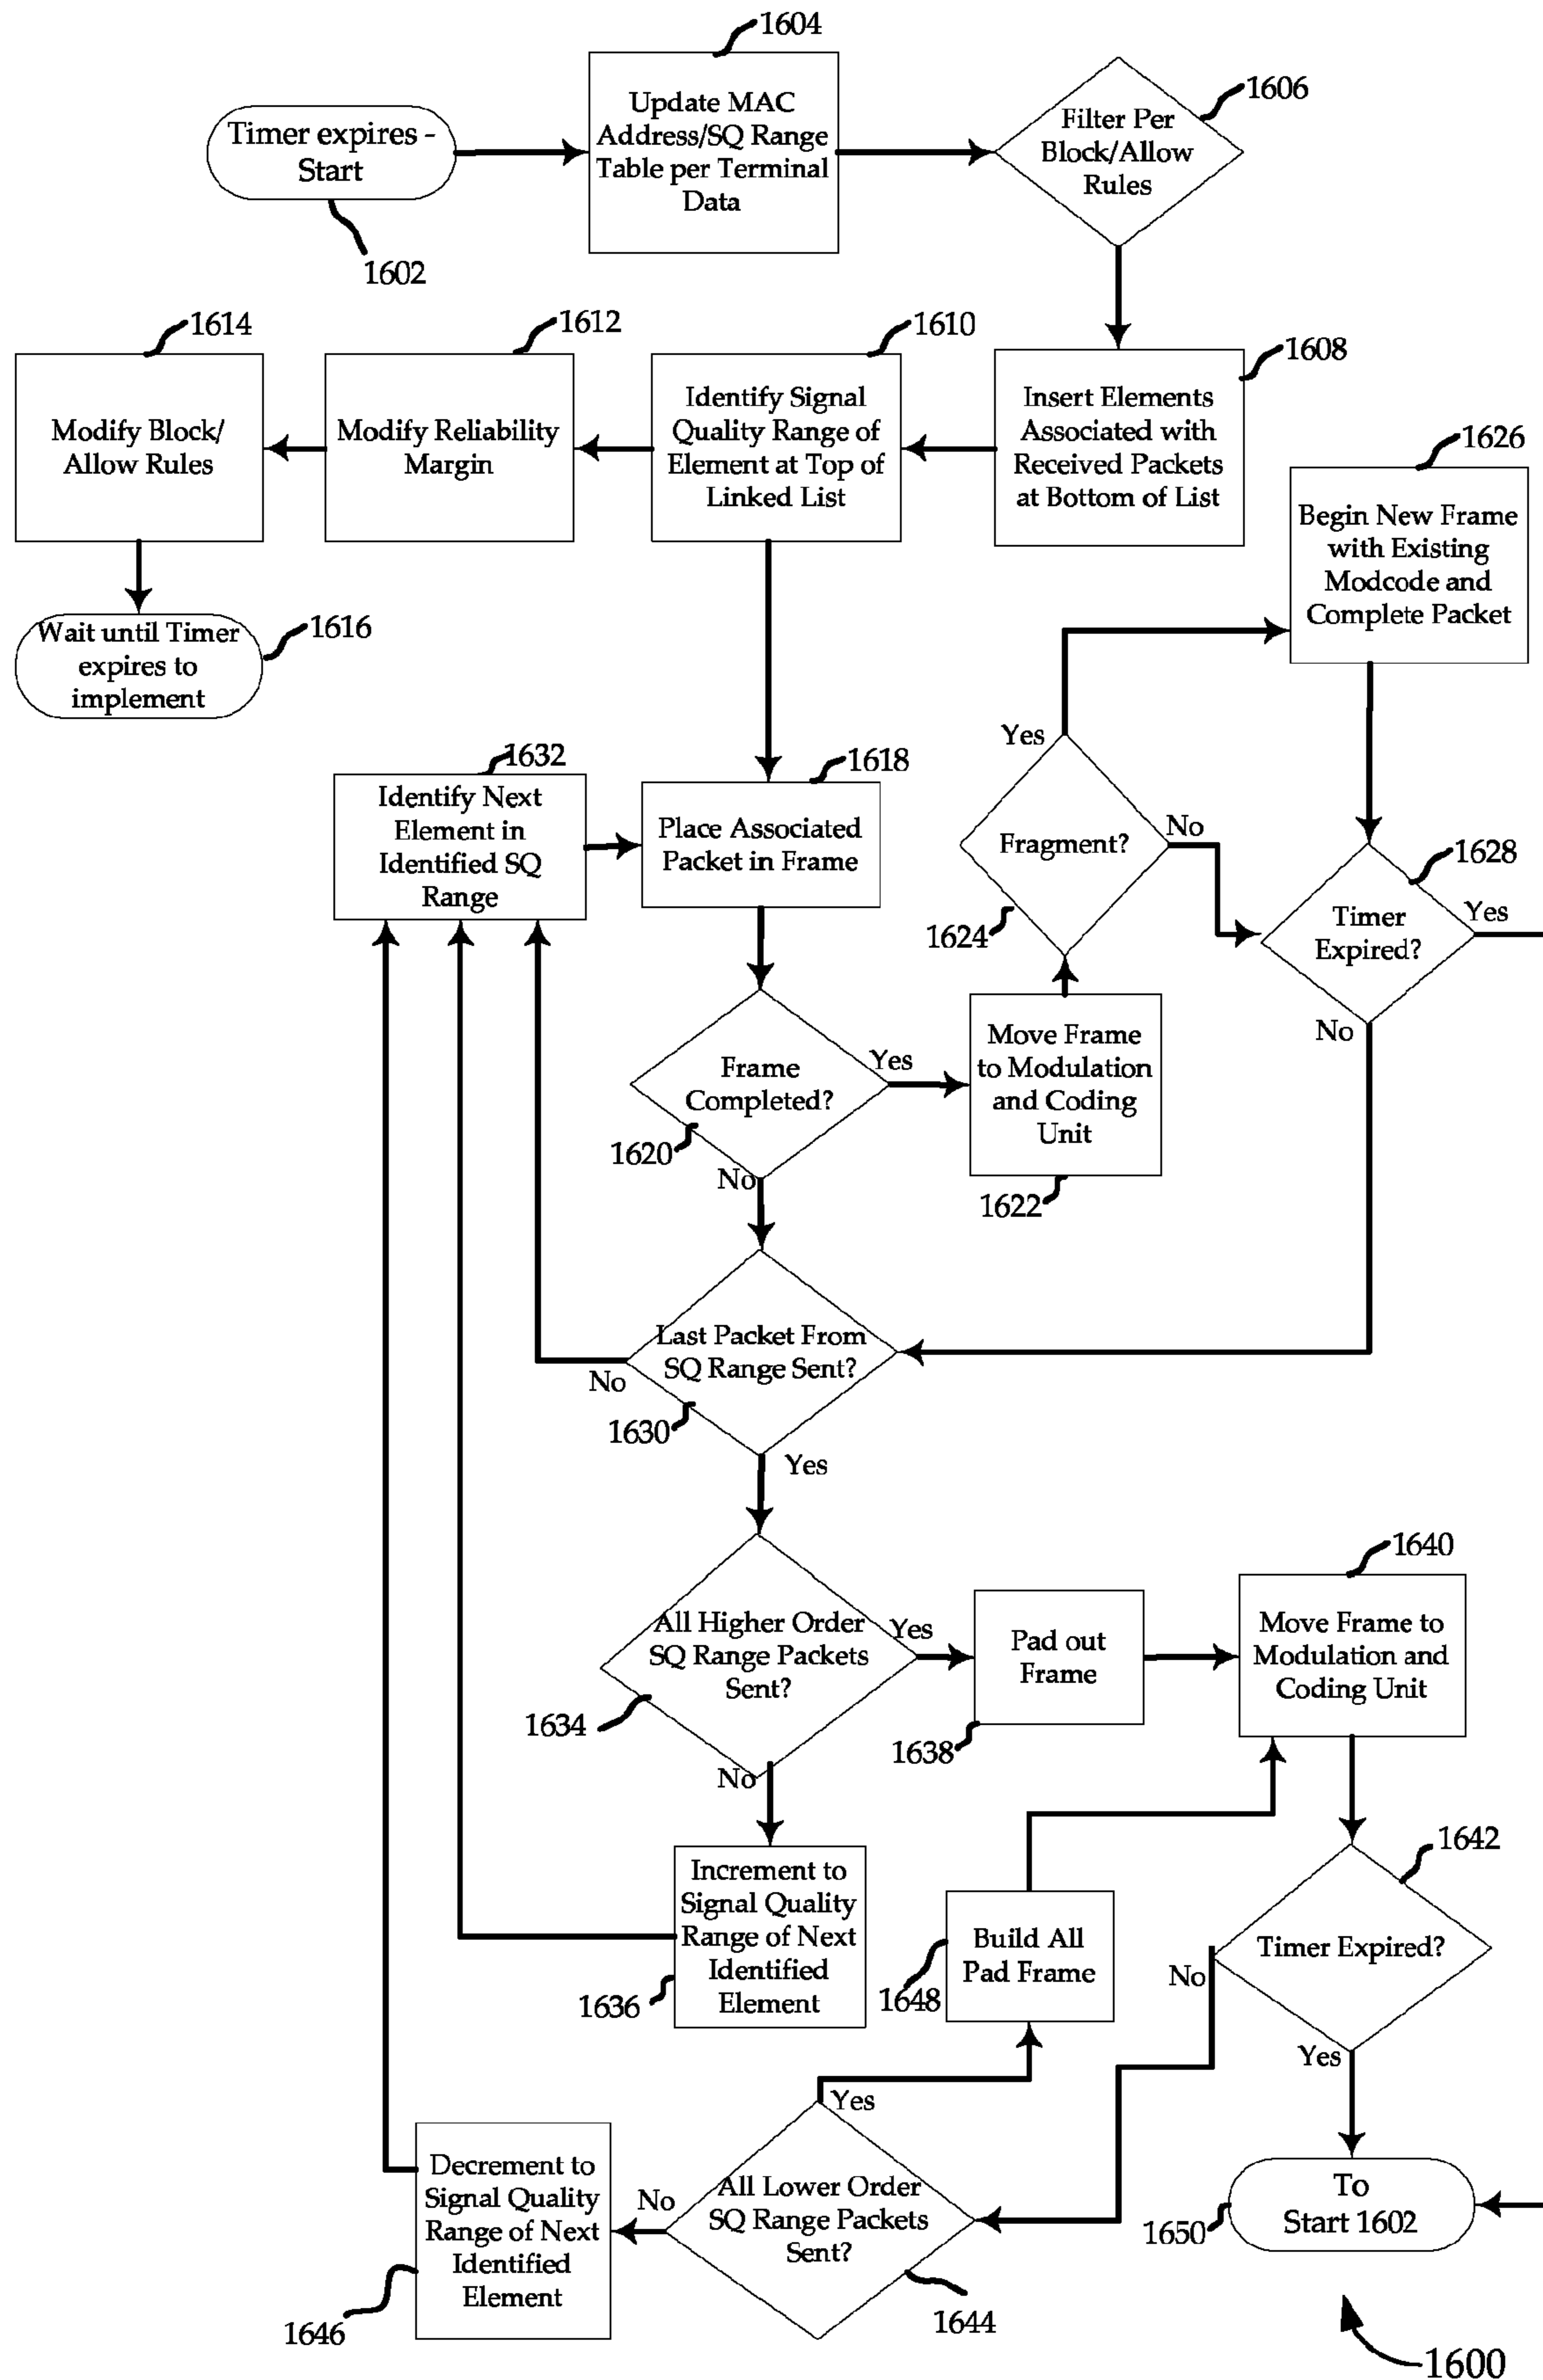 1604
Update MAC
Address/SQ Range
Table per Terminal
Data
1606
Filter Per
Block/Allow
Rules
Timer expires -
Start
1602
1614
Modify Block/
Allow Rules
1612
Modify Reliability
Margin
1610
Identify Signal
Quality Range of
Element at Top of
Linked List
1608
Insert Elements
Associated with
Received Packets
at Bottom of List
1626
Begin New Frame
with Existing
Modcode and
Complete Packet
Wait until Timer
expires to
implement
1616
1632
Identify Next
Element in
Identified SQ
Range
1618
Place Associated
Packet in Frame
Yes
Fragment?
No
1624
1628
Timer
Expired?
Yes
No
Frame
Completed?
Yes
1620
No
Move Frame
to Modulation
and Coding
Unit
1622
Last Packet From
SQ Range Sent?
No
1630
Yes
All Higher Order
SQ Range Packets
Sent?
Yes
1634
No
Pad out
Frame
1638
1640
Move Frame to
Modulation and
Coding Unit
Increment to
Signal Quality
Range of Next
Identified
Element
1636
Build All
Pad Frame
1648
1642
Timer Expired?
No
Yes
Decrement to
Signal Quality
Range of Next
Identified
Element
1646
No
Yes
All Lower Order
SQ Range Packets
Sent?
1644
To
Start 1602
1650
1600